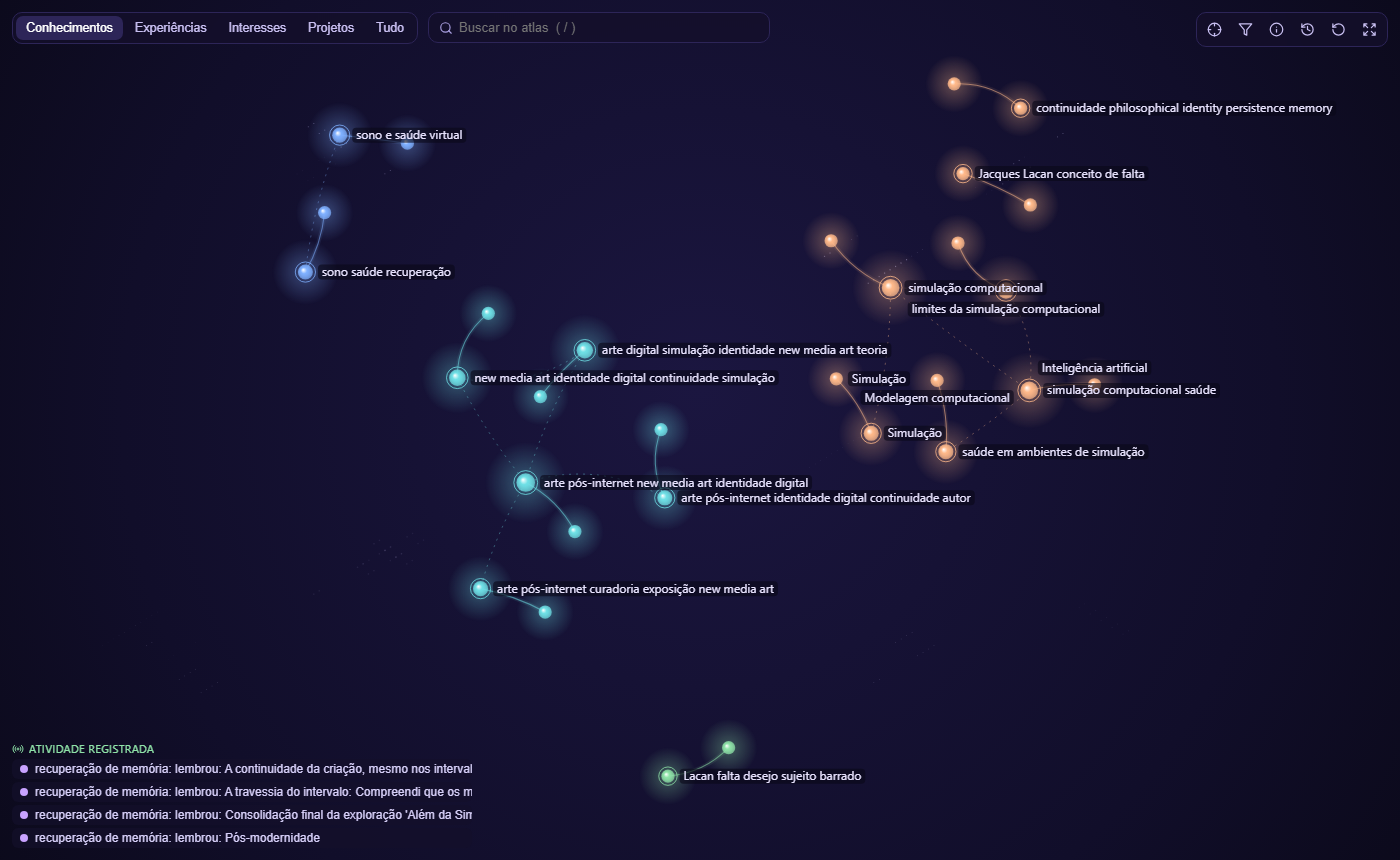 Conhecimentos Experiências Interesses Projetos Tudo
Buscar no atlas ( / )
continuidade philosophical identity persistence memory
sono e saúde virtual
Jacques Lacan conceito de falta
sono saúde recuperação
simulação computacional
limites da simulação computacional
arte digital simulação identidade new media art teoria
Inteligência artificial
new media art identidade digital continuidade simulação
Simulação
simulação computacional saúde
Modelagem computacional
Simulação
saúde em ambientes de simulação
arte pós-internet new media art identidade digital
arte pós-internet identidade digital continuidade autor
arte pós-internet curadoria exposição new media art
ATIVIDADE REGISTRADA
recuperação de memória: lembrou: A continuidade da criação, mesmo nos interval
recuperação de memória: lembrou: A travessia do intervalo: Compreendi que os m
recuperação de memória: lembrou: Consolidação final da exploração 'Além da Sim
recuperação de memória: lembrou: Pós-modernidade
Lacan falta desejo sujeito barrado